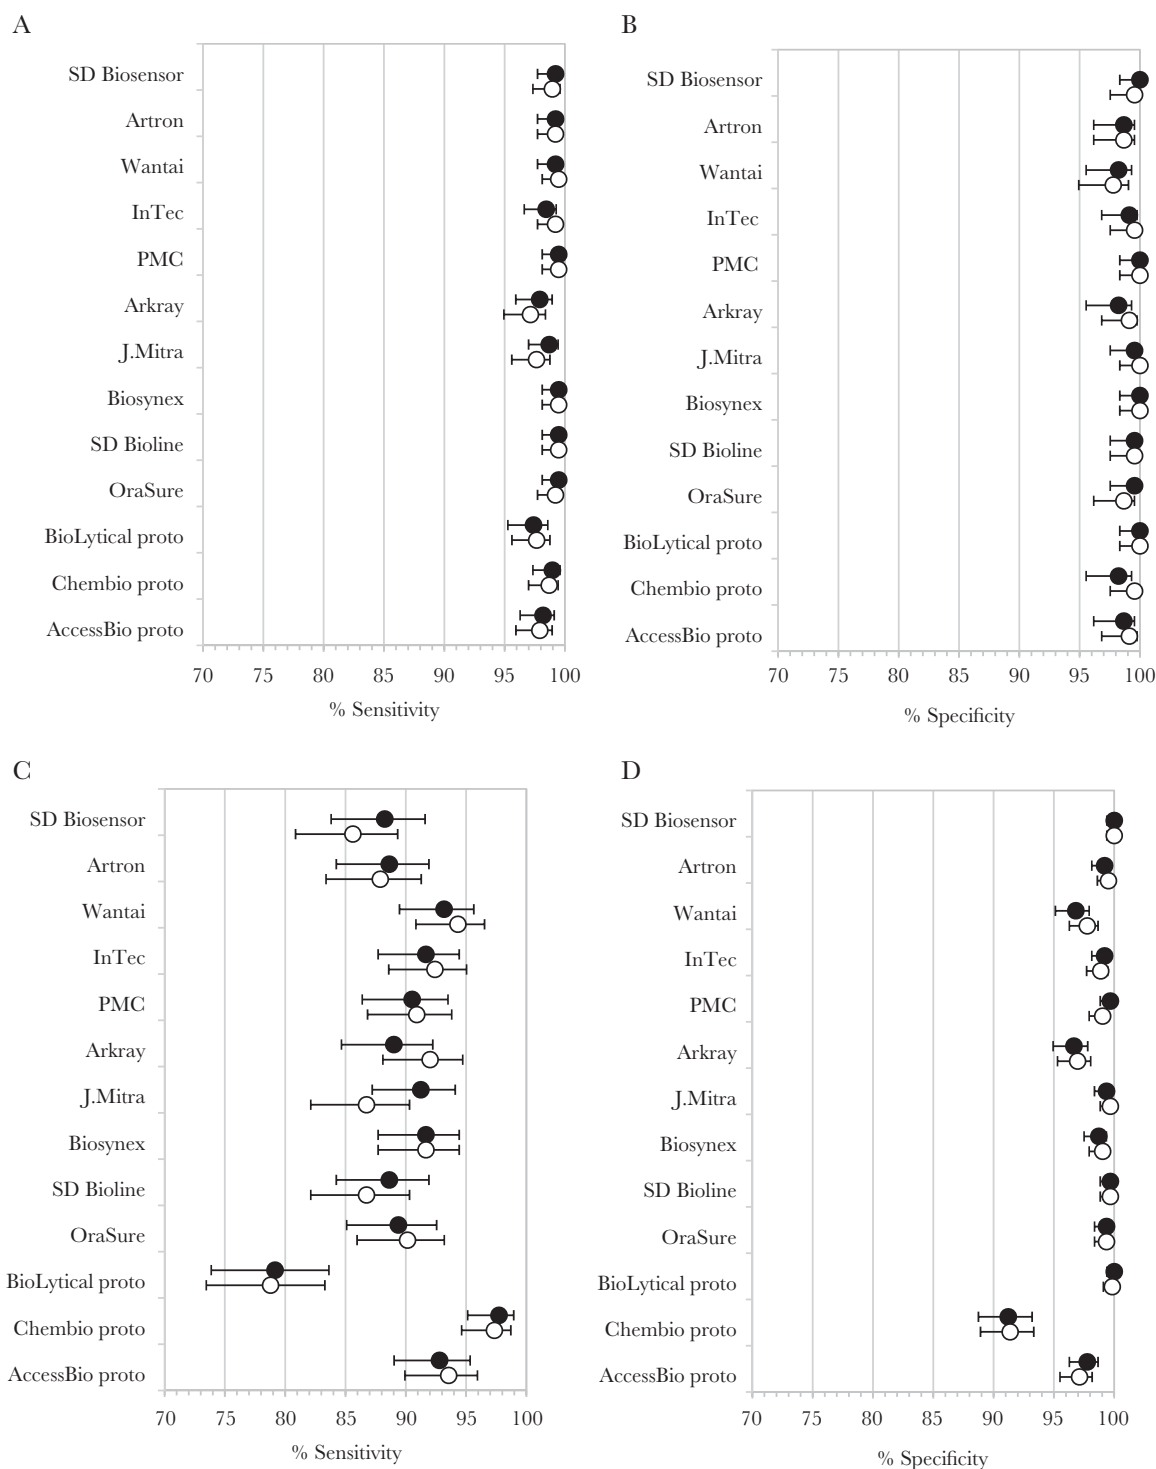 A
SD Biosensor
Artron
Wantai
InTec
PMC
Arkray
J.Mitra
Biosynex
SD Bioline
OraSure
BioLytical proto
Chembio proto
AccessBio proto
70 75 80 85 90 95 100
% Sensitivity
B
SD Biosensor
Artron
Wantai
InTec
PMC
Arkray
J.Mitra
Biosynex
SD Bioline
OraSure
BioLytical proto
Chembio proto
AccessBio proto
70 75 80 85 90 95 100
% Specificity
C
SD Biosensor
Artron
Wantai
InTec
PMC
Arkray
J.Mitra
Biosynex
SD Bioline
OraSure
BioLytical proto
Chembio proto
AccessBio proto
70 75 80 85 90 95 100
% Sensitivity
D
SD Biosensor
Artron
Wantai
InTec
PMC
Arkray
J.Mitra
Biosynex
SD Bioline
OraSure
BioLytical proto
Chembio proto
AccessBio proto
70 75 80 85 90 95 100
% Specificity